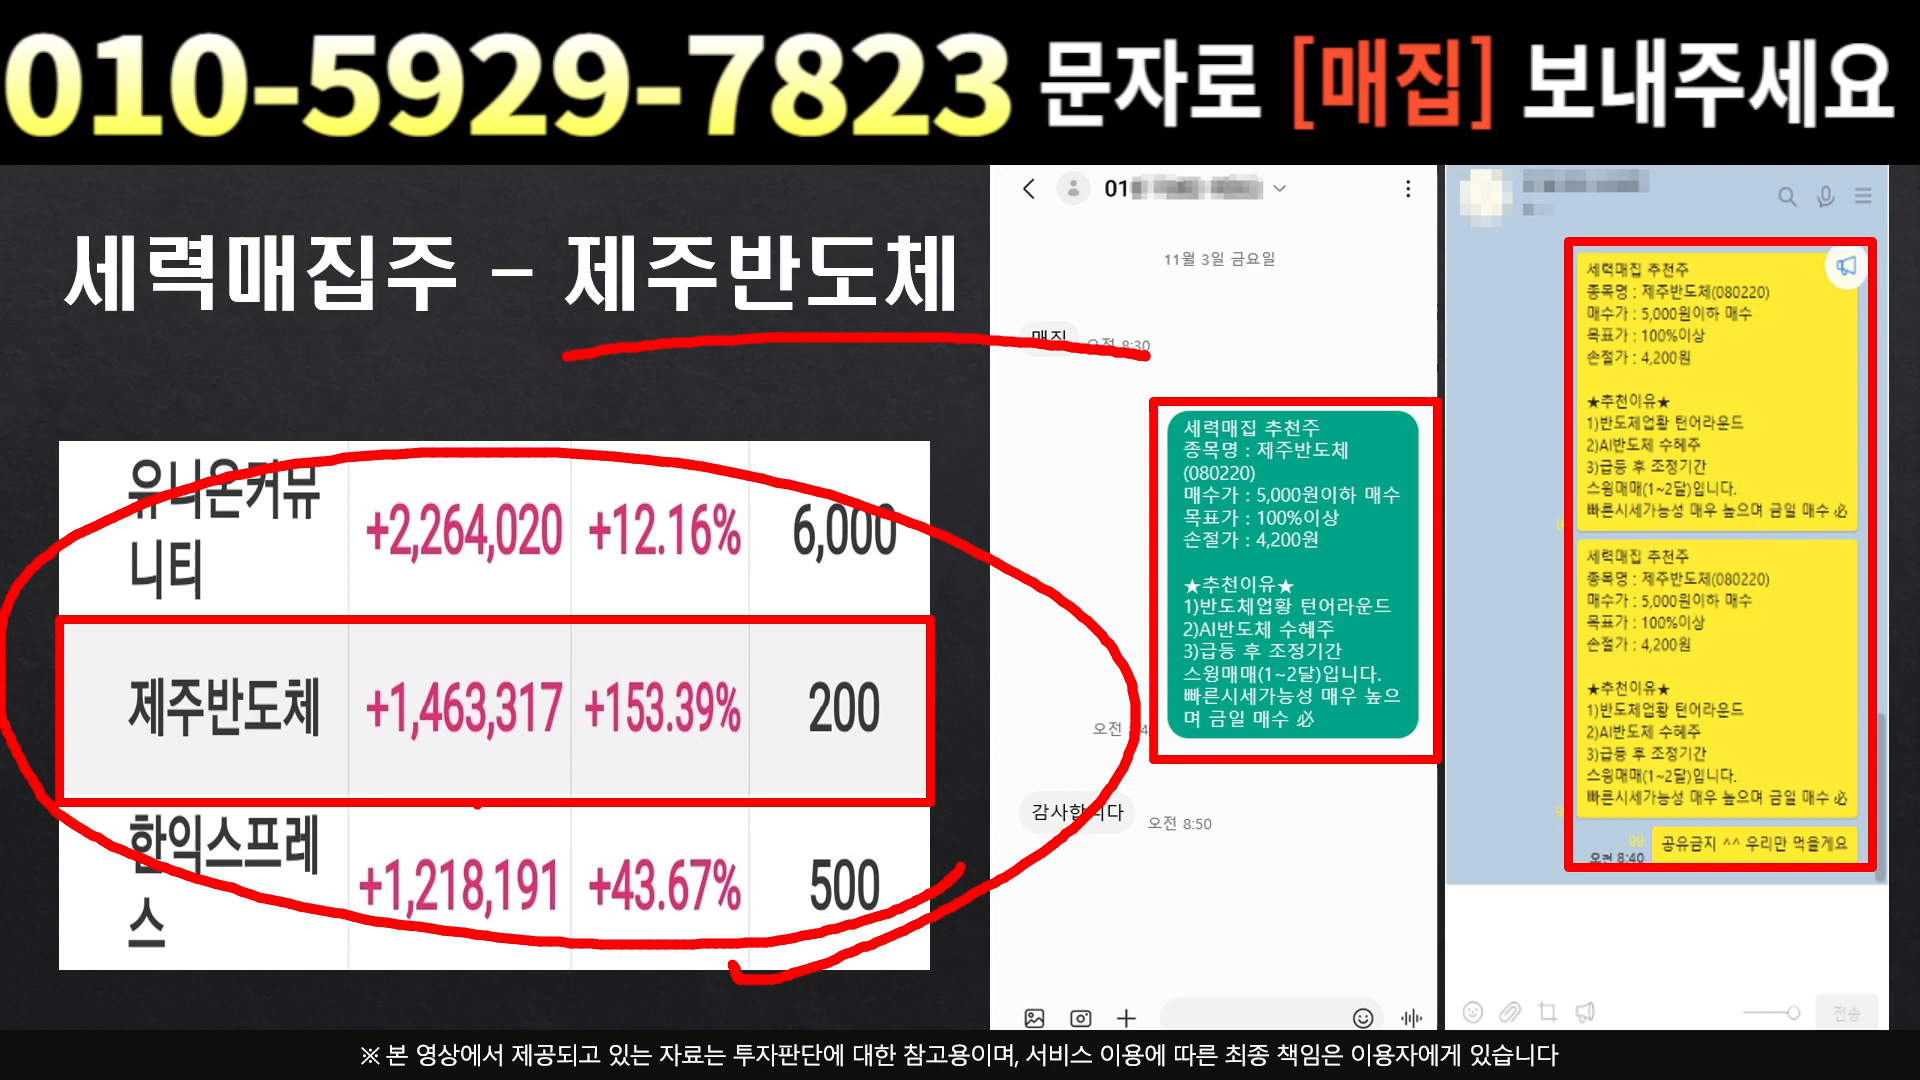 010-5929-7823 문자로 [매집] 보내주세요
세력매집주 - 제주반도체
유니온커뮤
니티
+2,264,020 +12.16% 6,000
제주반도체 +1,463,317 +153.39% 200
한익스프레
스
+1,218,191 +43.67% 500
01
11월 3일 금요일
매집
오전 8:30
세력매집 추천주
종목명 : 제주반도체
(080220)
매수가 : 5,000원이하 매수
목표가 : 100%이상
손절가 : 4,200원
★추천이유★
1)반도체업황 턴어라운드
2)AI반도체 수혜주
3)급등 후 조정기간
스윙매매(1~2달)입니다.
빠른시세가능성 매우 높으
며 금일 매수 必
오전
감사합니다
오전 8:50
세력매집 추천주
종목명 : 제주반도체(080220)
매수가 : 5,000원이하 매수
목표가 : 100%이상
손절가 : 4,200원
★추천이유★
1)반도체업황 턴어라운드
2)AI반도체 수혜주
3)급등 후 조정기간
스윙매매(1~2달)입니다.
빠른시세가능성 매우 높으며 금일 매수 必
세력매집 추천주
종목명 : 제주반도체(080220)
매수가 : 5,000원이하 매수
목표가 : 100%이상
손절가 : 4,200원
★추천이유★
1)반도체업황 턴어라운드
2)AI반도체 수혜주
3)급등 후 조정기간
스윙매매(1~2달)입니다.
빠른시세가능성 매우 높으며 금일 매수 必
공유금지 ^^ 우리만 먹을게요
오전 8:40
전송
※ 본 영상에서 제공되고 있는 자료는 투자판단에 대한 참고용이며, 서비스 이용에 따른 최종 책임은 이용자에게 있습니다